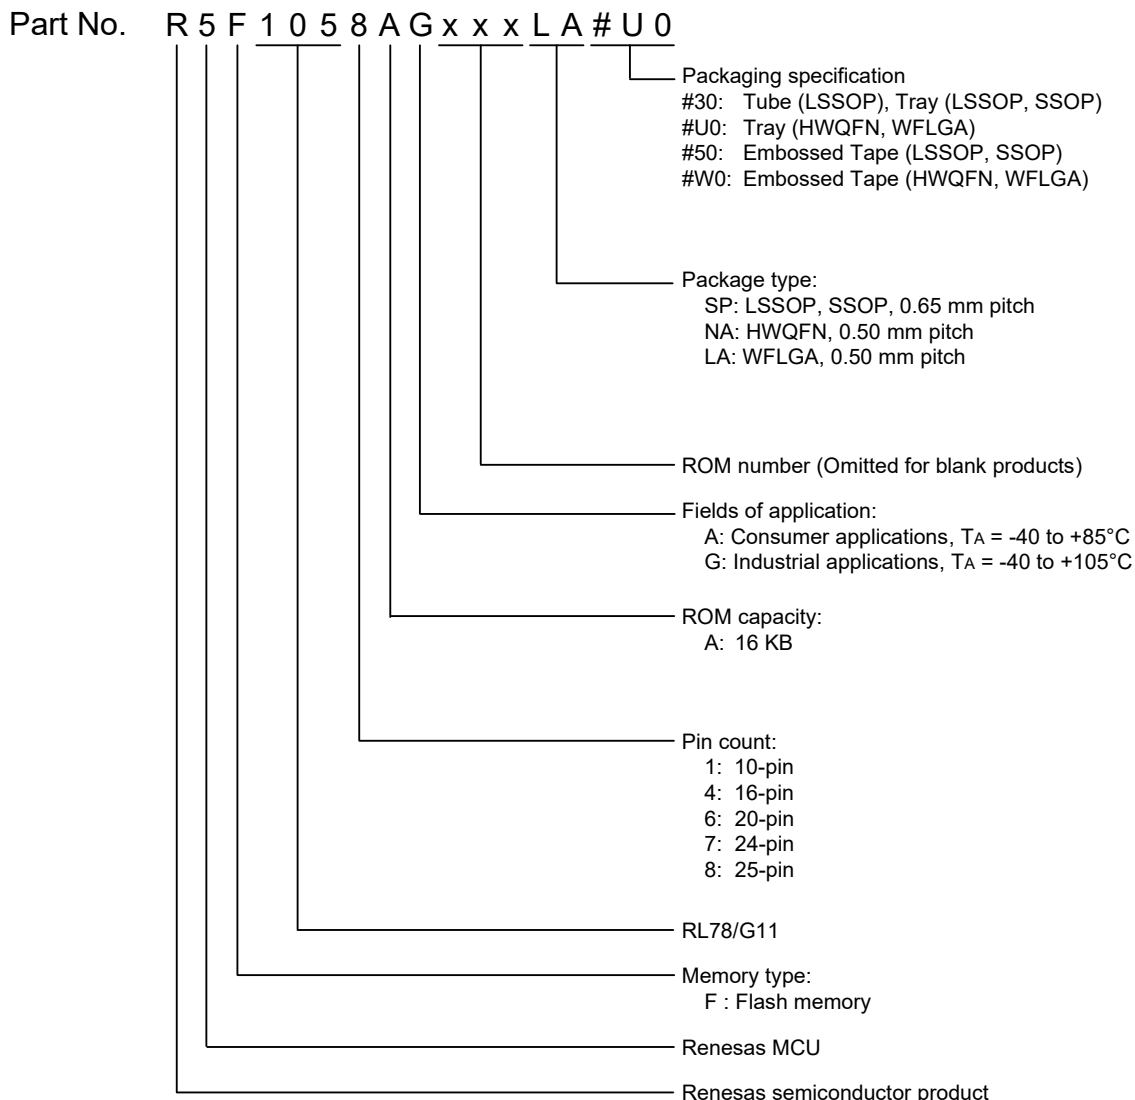 Part No. R 5 F 1 0 5 8 A G x x x L A # U 0
Packaging specification
#30: Tube (LSSOP), Tray (LSSOP, SSOP)
#U0: Tray (HWQFN, WFLGA)
#50: Embossed Tape (LSSOP, SSOP)
#W0: Embossed Tape (HWQFN, WFLGA)
Package type:
SP: LSSOP, SSOP, 0.65 mm pitch
NA: HWQFN, 0.50 mm pitch
LA: WFLGA, 0.50 mm pitch
ROM number (Omitted for blank products)
Fields of application:
A: Consumer applications, TA = -40 to +85°C
G: Industrial applications, TA = -40 to +105°C
ROM capacity:
A: 16 KB
Pin count:
1: 10-pin
4: 16-pin
6: 20-pin
7: 24-pin
8: 25-pin
RL78/G11
Memory type:
F : Flash memory
Renesas MCU
Renesas semiconductor product